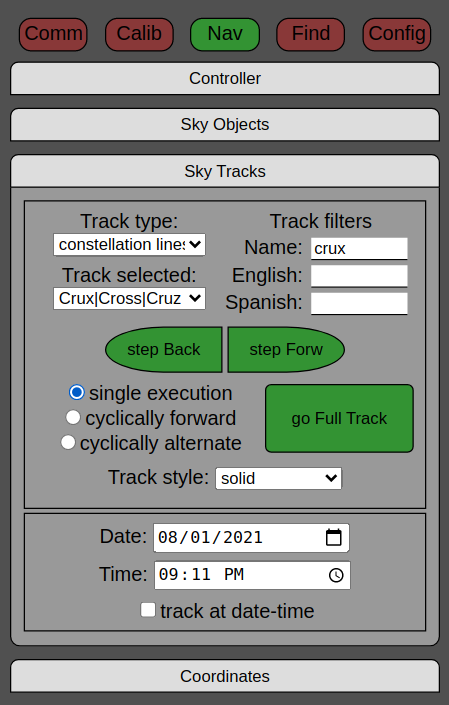 Comm Calib Nav Find Config
Controller
Sky Objects
Sky Tracks
Track type:
constellation lines
Track selected:
Crux|Cross|Cruz
Track filters
Name: crux
English:
Spanish:
step Back step Forw
single execution
cyclically forward
cyclically alternate
go Full Track
Track style: solid
Date: 08/01/2021
Time: 09:11 PM
track at date-time
Coordinates